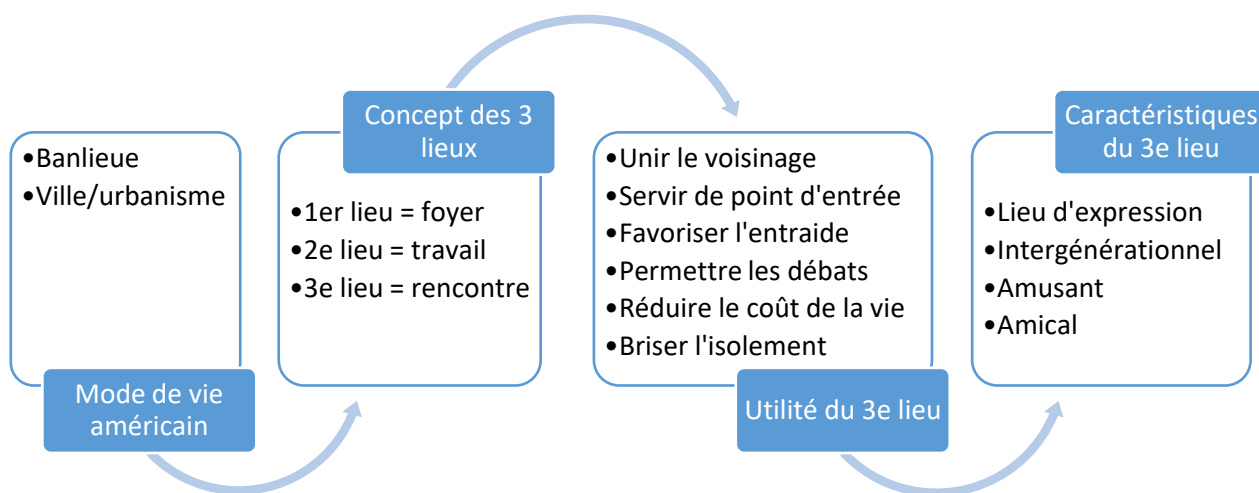 •Banlieue
•Ville/urbanisme
Mode de vie
américain
Concept des 3
lieux
•1er lieu = foyer
•2e lieu = travail
•3e lieu = rencontre
•Unir le voisinage
•Servir de point d'entrée
•Favoriser l'entraide
•Permettre les débats
•Réduire le coût de la vie
•Briser l'isolement
Utilité du 3e lieu
Caractéristiques
du 3e lieu
•Lieu d'expression
•Intergénérationnel
•Amusant
•Amical